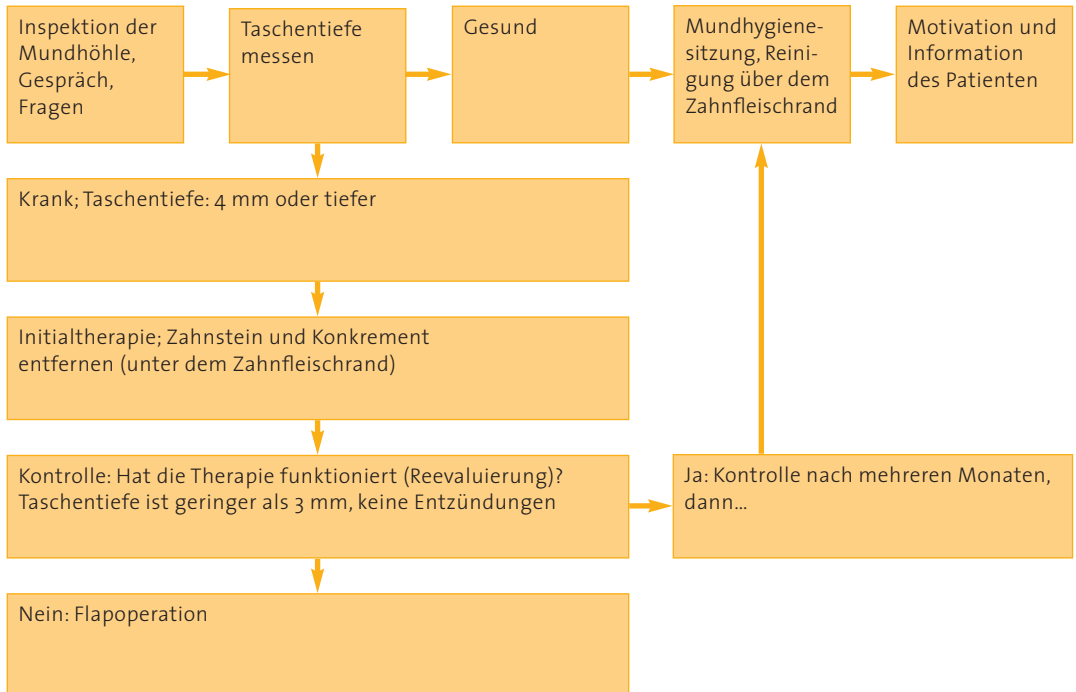 Inspektion der
Mundhöhle,
Gespräch,
Fragen
Taschentiefe
messen
Gesund
Mundhygiene-
sitzung, Reini-
gung über dem
Zahnfleischrand
Motivation und
Information
des Patienten
Krank; Taschentiefe: 4 mm oder tiefer
Initialtherapie; Zahnstein und Konkrement
entfernen (unter dem Zahnfleischrand)
Kontrolle: Hat die Therapie funktioniert (Reevaluierung)?
Taschentiefe ist geringer als 3 mm, keine Entzündungen
Ja: Kontrolle nach mehreren Monaten,
dann…
Nein: Flapoperation